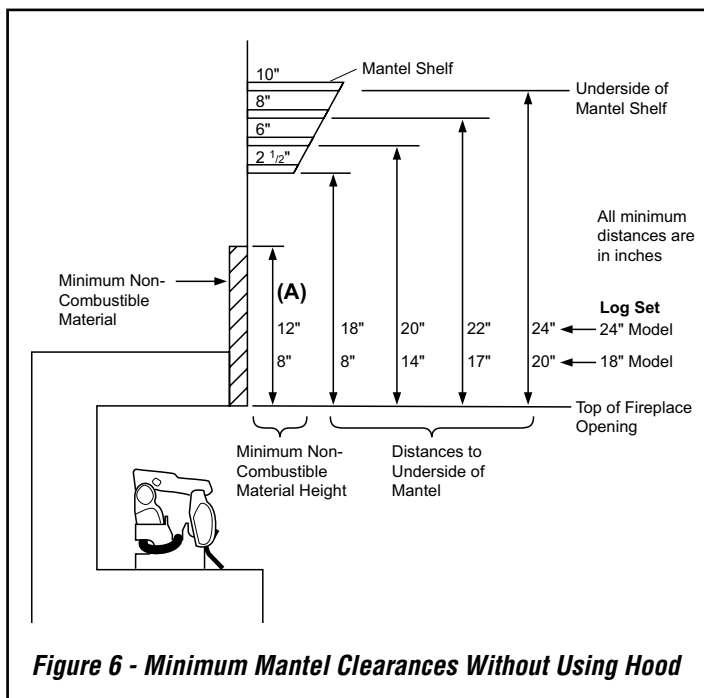 10"
Mantel Shelf
8"
6"
2 1/2"
Underside of
Mantel Shelf
All minimum
distances are
in inches
Minimum Non-
Combustible
Material
(A)
Log Set
12" 18" 20" 22" 24" 24" Model
8" 8" 14" 17" 20" 18" Model
Top of Fireplace
Opening
Minimum Non-
Combustible
Material Height
Distances to
Underside of
Mantel
Figure 6 - Minimum Mantel Clearances Without Using Hood